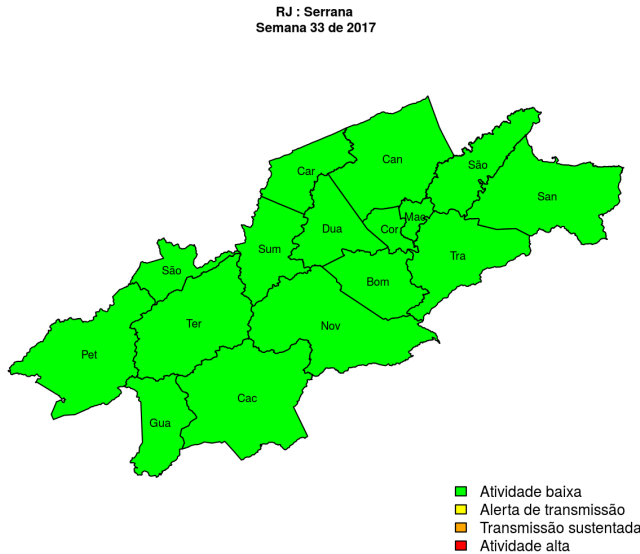 RJ : Serrana
Semana 33 de 2017
Can
São
Car
San
Mac
Dua
Cor
Sum
Tra
São
Bom
Ter
Nov
Pet
Cac
Gua
Atividade baixa
Alerta de transmissão
Transmissão sustentada
Atividade alta